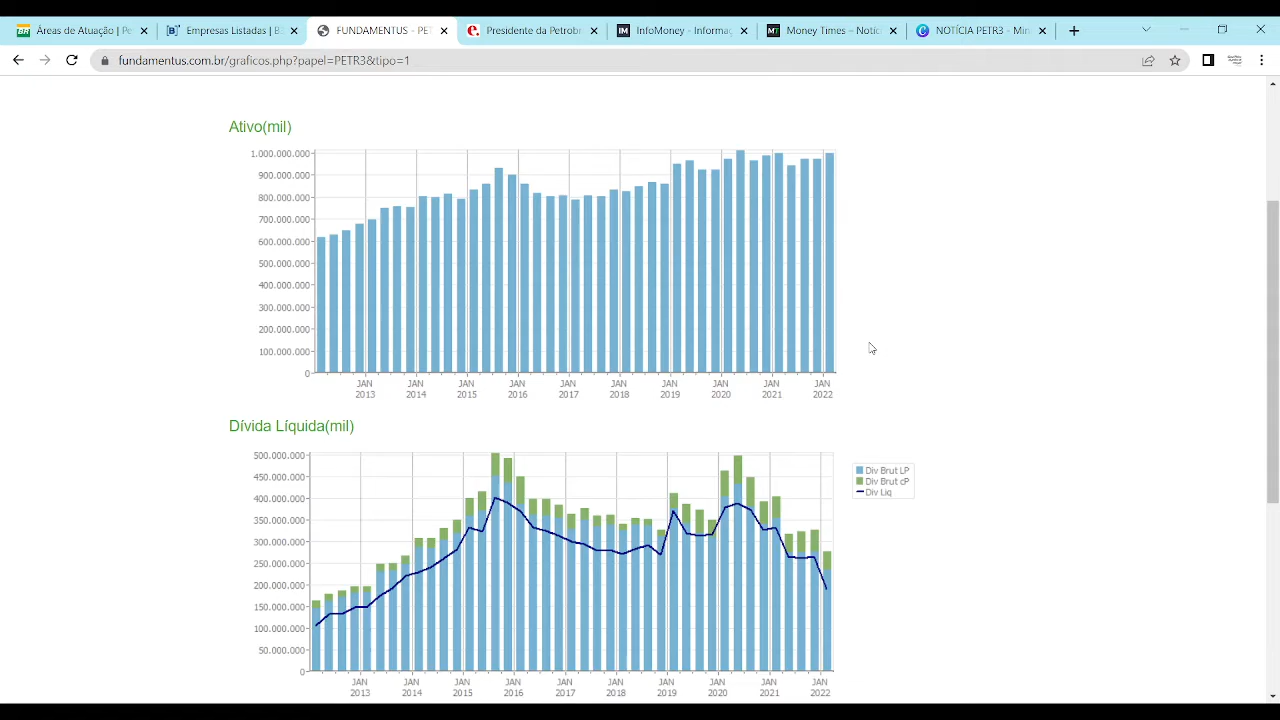 Áreas de Atuação | Pe
Empresas Listadas | B3
FUNDAMENTUS - PET
Presidente da Petrobr
InfoMoney - Informaç
Money Times – Notíc
NOTÍCIA PETR3 - Min
fundamentus.com.br/graficos.php?papel=PETR3&tipo=1
Ativo(mil)
1.000.000.000
900.000.000
800.000.000
700.000.000
600.000.000
500.000.000
400.000.000
300.000.000
200.000.000
100.000.000
0
JAN JAN JAN JAN JAN JAN JAN JAN JAN JAN
2013 2014 2015 2016 2017 2018 2019 2020 2021 2022
Dívida Líquida(mil)
500.000.000
450.000.000
400.000.000
350.000.000
300.000.000
250.000.000
200.000.000
150.000.000
100.000.000
50.000.000
0
JAN JAN JAN JAN JAN JAN JAN JAN JAN JAN
2013 2014 2015 2016 2017 2018 2019 2020 2021 2022
Div Brut LP
Div Brut cP
Div Liq